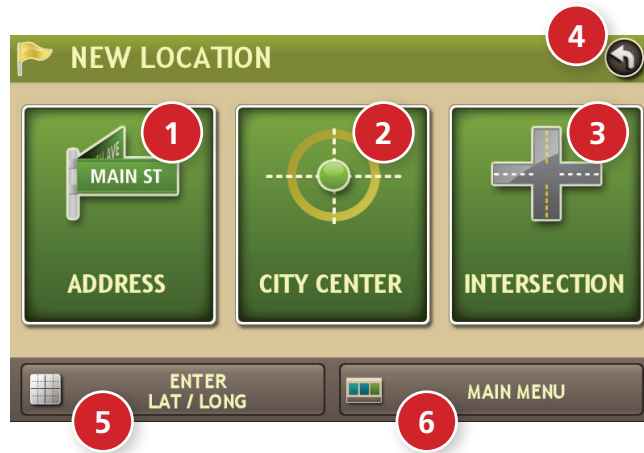 4
NEW LOCATION
1
2
3
AVE
MAIN ST
ADDRESS
CITY CENTER
INTERSECTION
ENTER
LAT / LONG
MAIN MENU
5
6